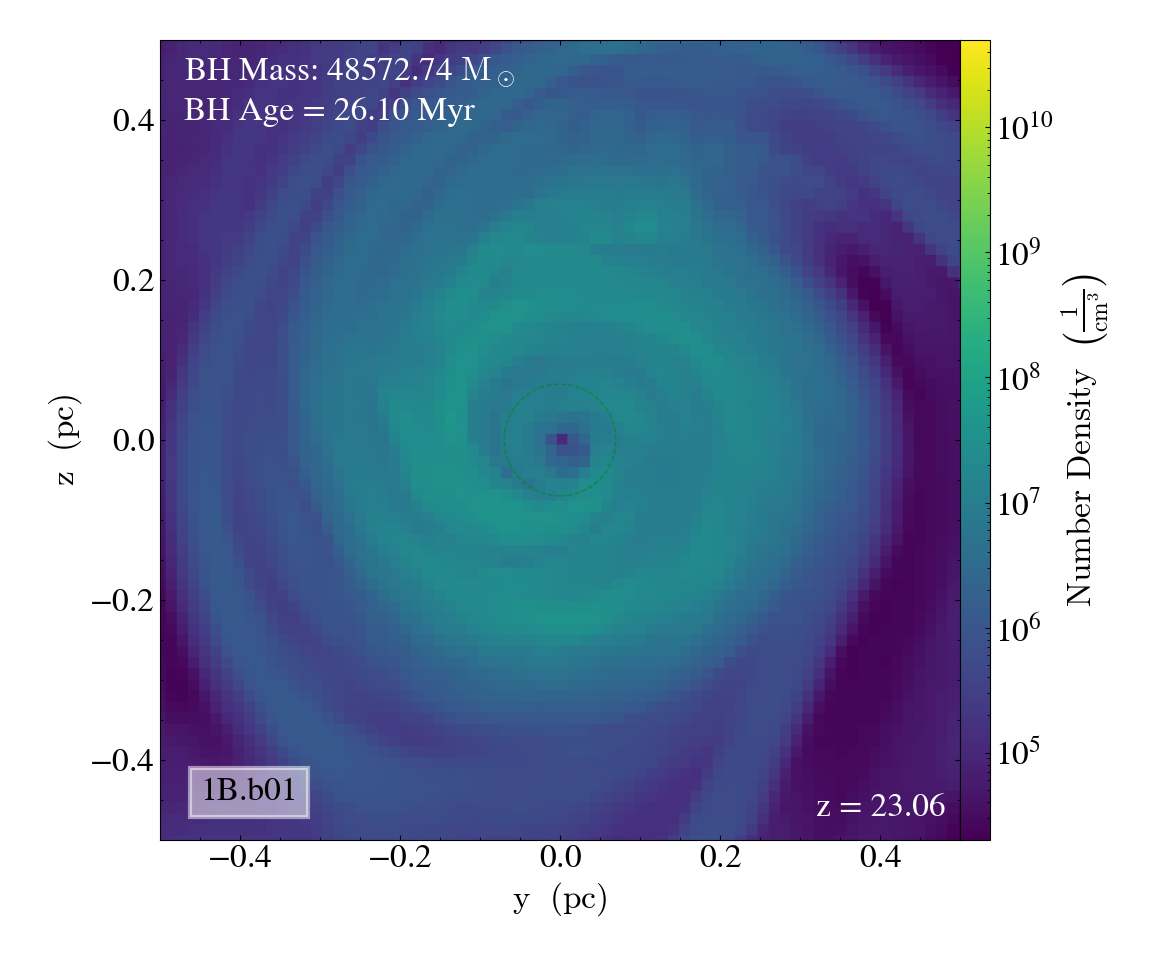 BH Mass: 48572.74 M⊙
BH Age = 26.10 Myr
0.4
0.2
0.0
−0.2
−0.4
z (pc)
1B.b01
z = 23.06
−0.4 −0.2 0.0 0.2 0.4
y (pc)
10^10
10^9
10^8
10^7
10^6
10^5
Number Density (1/cm^3)